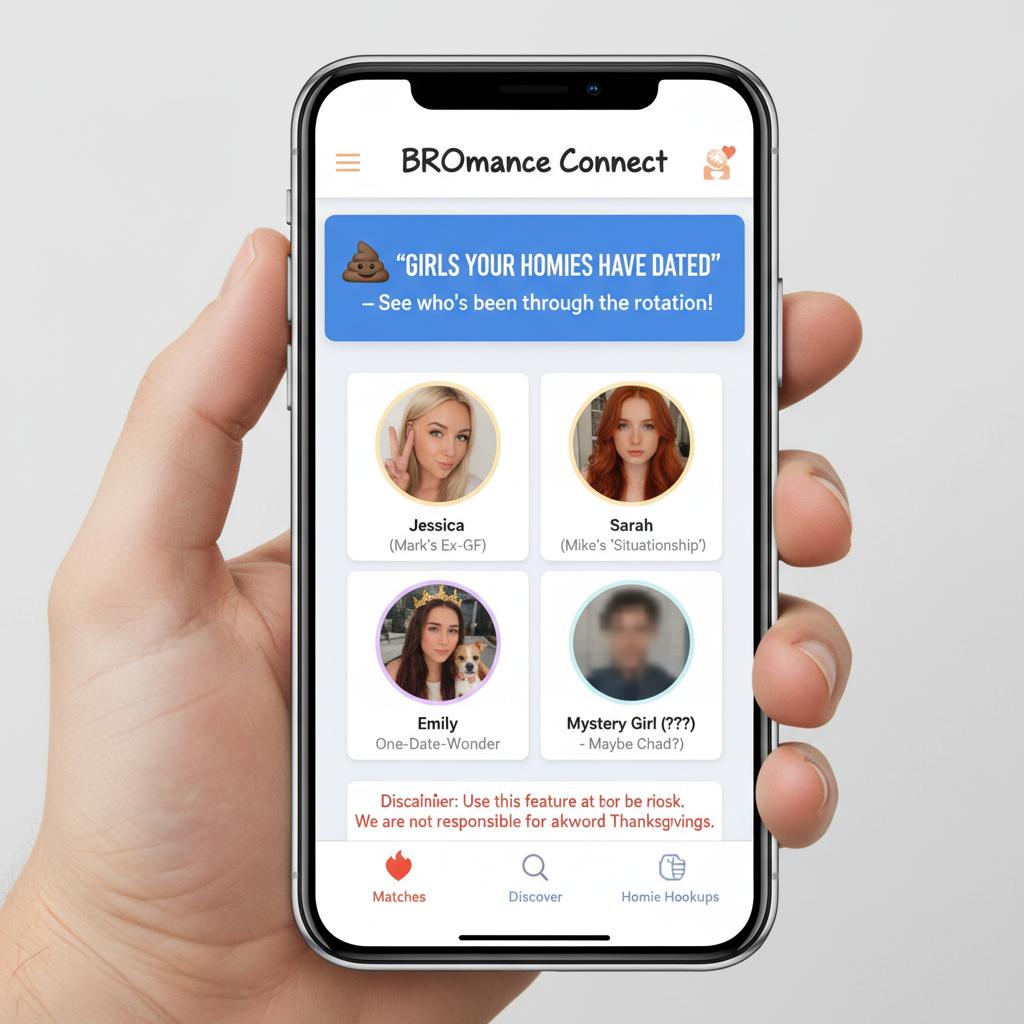 BROmance Connect
💩 “GIRLS YOUR HOMIES HAVE DATED”
– See who's been through the rotation!
Jessica
(Mark's Ex-GF)
Sarah
(Mike's 'Situationship')
Emily
One-Date-Wonder
Mystery Girl (???)
- Maybe Chad?)
Discainier: Use this feature at bor be riosk.
We are not responsible for akword Thanksgivings.
Matches
Discover
Homie Hookups